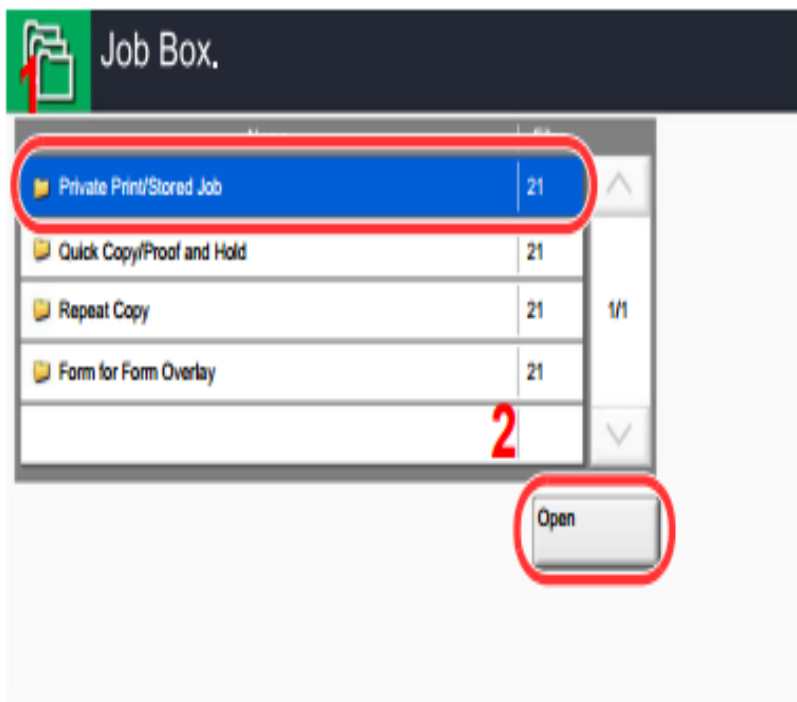 Job Box.
1
Private Print/Stored Job 21
Quick Copy/Proof and Hold 21
Repeat Copy 21 1/1
Form for Form Overlay 21
2
Open